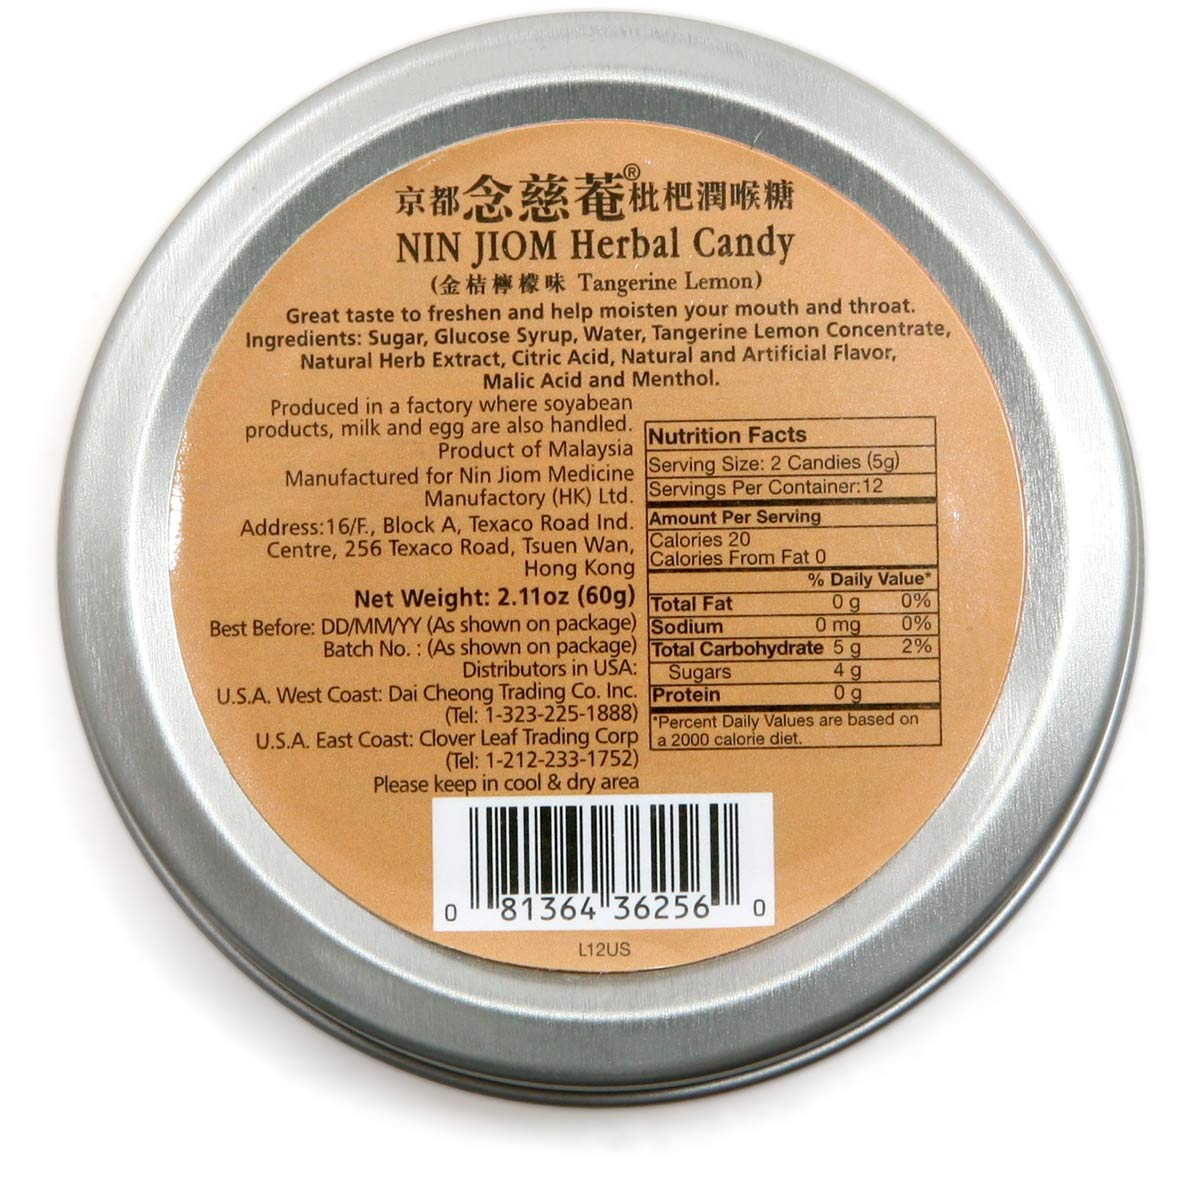 京都念慈菴®枇杷潤喉糖
NIN JIOM Herbal Candy
(金桔檸檬味 Tangerine Lemon)
Great taste to freshen and help moisten your mouth and throat.
Ingredients: Sugar, Glucose Syrup, Water, Tangerine Lemon Concentrate,
Natural Herb Extract, Citric Acid, Natural and Artificial Flavor,
Malic Acid and Menthol.
Produced in a factory where soyabean
products, milk and egg are also handled.
Product of Malaysia
Manufactured for Nin Jiom Medicine
Manufactory (HK) Ltd.
Address:16/F., Block A, Texaco Road Ind.
Centre, 256 Texaco Road, Tsuen Wan,
Hong Kong
Net Weight: 2.11oz (60g)
Best Before: DD/MM/YY (As shown on package)
Batch No. : (As shown on package)
Distributors in USA:
U.S.A. West Coast: Dai Cheong Trading Co. Inc.
(Tel: 1-323-225-1888)
U.S.A. East Coast: Clover Leaf Trading Corp
(Tel: 1-212-233-1752)
Please keep in cool & dry area
Nutrition Facts
Serving Size: 2 Candies (5g)
Servings Per Container:12
Amount Per Serving
Calories 20
Calories From Fat 0
% Daily Value*
Total Fat 0 g 0%
Sodium 0 mg 0%
Total Carbohydrate 5 g 2%
Sugars 4 g
Protein 0 g
*Percent Daily Values are based on
a 2000 calorie diet.
0 81364 36256 0
L12US